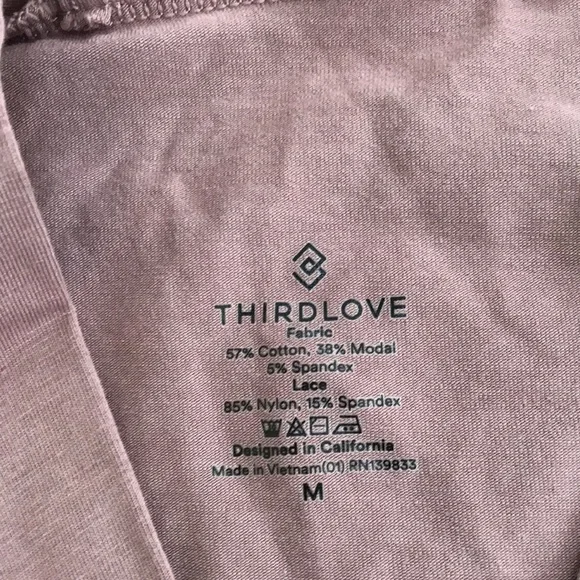 THIRDLOVE
Fabric
57% Cotton, 38% Modal
5% Spandex
Lace
85% Nylon, 15% Spandex
Designed in California
Made in Vietnam(01) RN139833
M